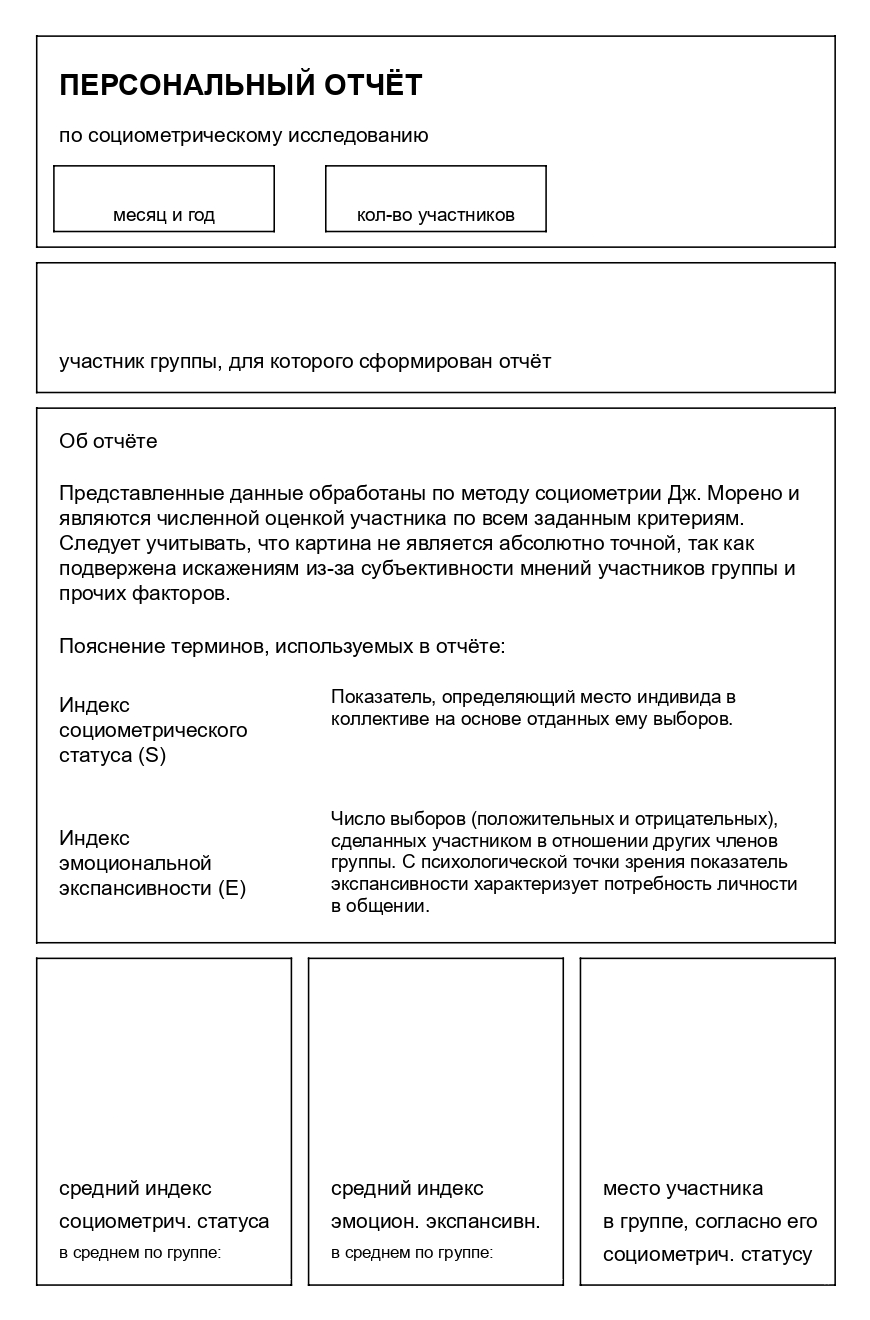 ПЕРСОНАЛЬНЫЙ ОТЧЁТ
по социометрическому исследованию
месяц и год
кол-во участников
участник группы, для которого сформирован отчёт
Об отчёте
Представленные данные обработаны по методу социометрии Дж. Морено и
являются численной оценкой участника по всем заданным критериям.
Следует учитывать, что картина не является абсолютно точной, так как
подвержена искажениям из-за субъективности мнений участников группы и
прочих факторов.
Пояснение терминов, используемых в отчёте:
Индекс
социометрического
статуса (S)
Показатель, определяющий место индивида в
коллективе на основе отданных ему выборов.
Индекс
эмоциональной
экспансивности (E)
Число выборов (положительных и отрицательных),
сделанных участником в отношении других членов
группы. С психологической точки зрения показатель
экспансивности характеризует потребность личности
в общении.
средний индекс
социометрич. статуса
в среднем по группе:
средний индекс
эмоцион. экспансивн.
в среднем по группе:
место участника
в группе, согласно его
социометрич. статусу